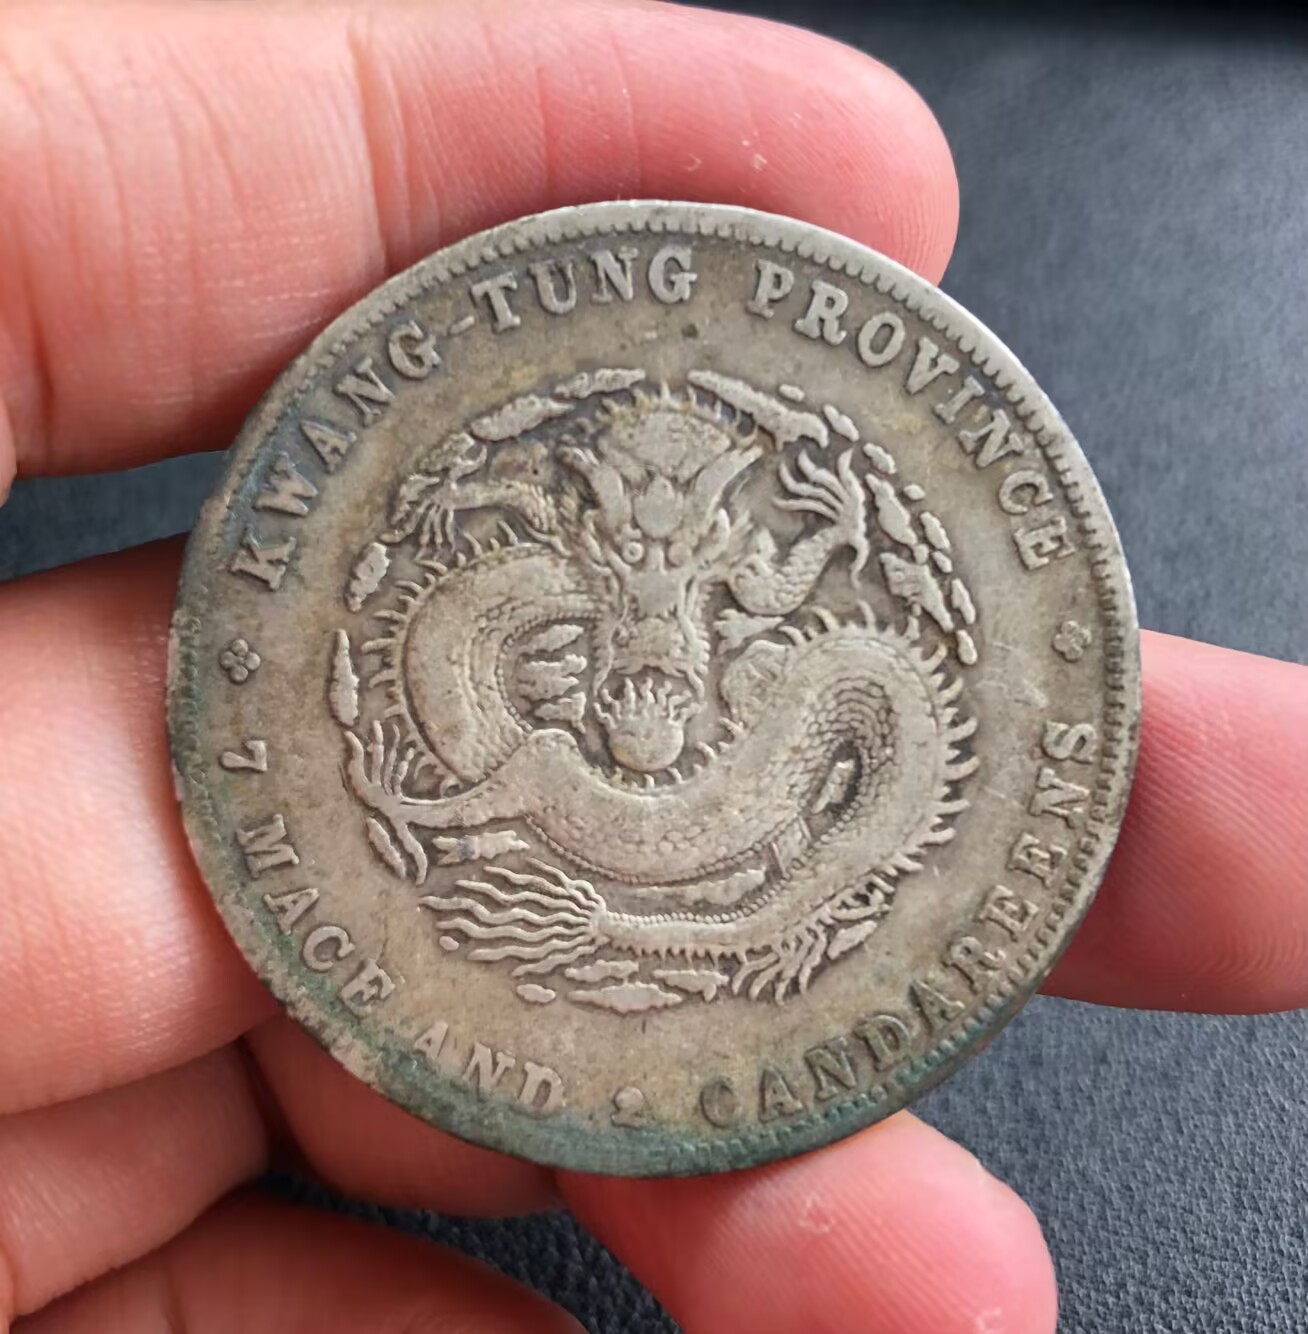 KWANG-TUNG PROVINCE
7 MACE AND 2 CANDAREENS